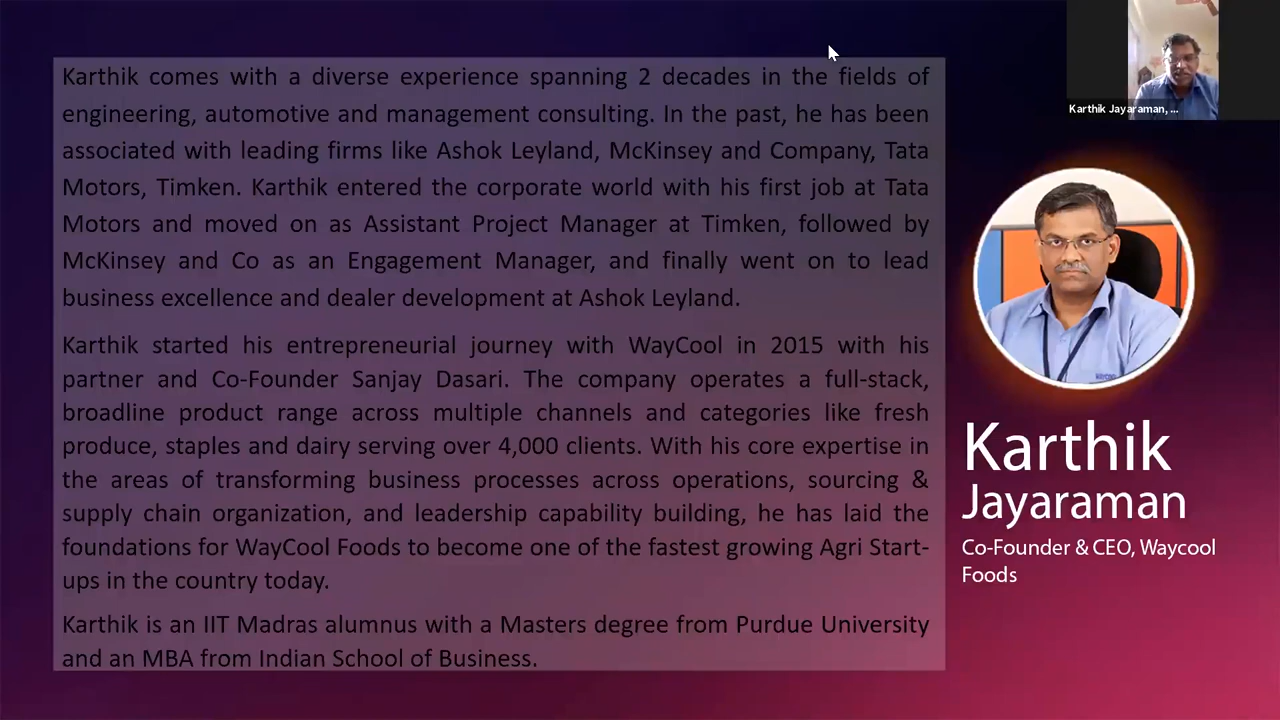 Karthik comes with a diverse experience spanning 2 decades in the fields of
engineering, automotive and management consulting. In the past, he has been
associated with leading firms like Ashok Leyland, McKinsey and Company, Tata
Motors, Timken. Karthik entered the corporate world with his first job at Tata
Motors and moved on as Assistant Project Manager at Timken, followed by
McKinsey and Co as an Engagement Manager, and finally went on to lead
business excellence and dealer development at Ashok Leyland.
Karthik started his entrepreneurial journey with WayCool in 2015 with his
partner and Co-Founder Sanjay Dasari. The company operates a full-stack,
broadline product range across multiple channels and categories like fresh
produce, staples and dairy serving over 4,000 clients. With his core expertise in
the areas of transforming business processes across operations, sourcing &
supply chain organization, and leadership capability building, he has laid the
foundations for WayCool Foods to become one of the fastest growing Agri Start-
ups in the country today.
Karthik is an IIT Madras alumnus with a Masters degree from Purdue University
and an MBA from Indian School of Business.
Karthik Jayaraman, ...
Karthik
Jayaraman
Co-Founder & CEO, Waycool
Foods